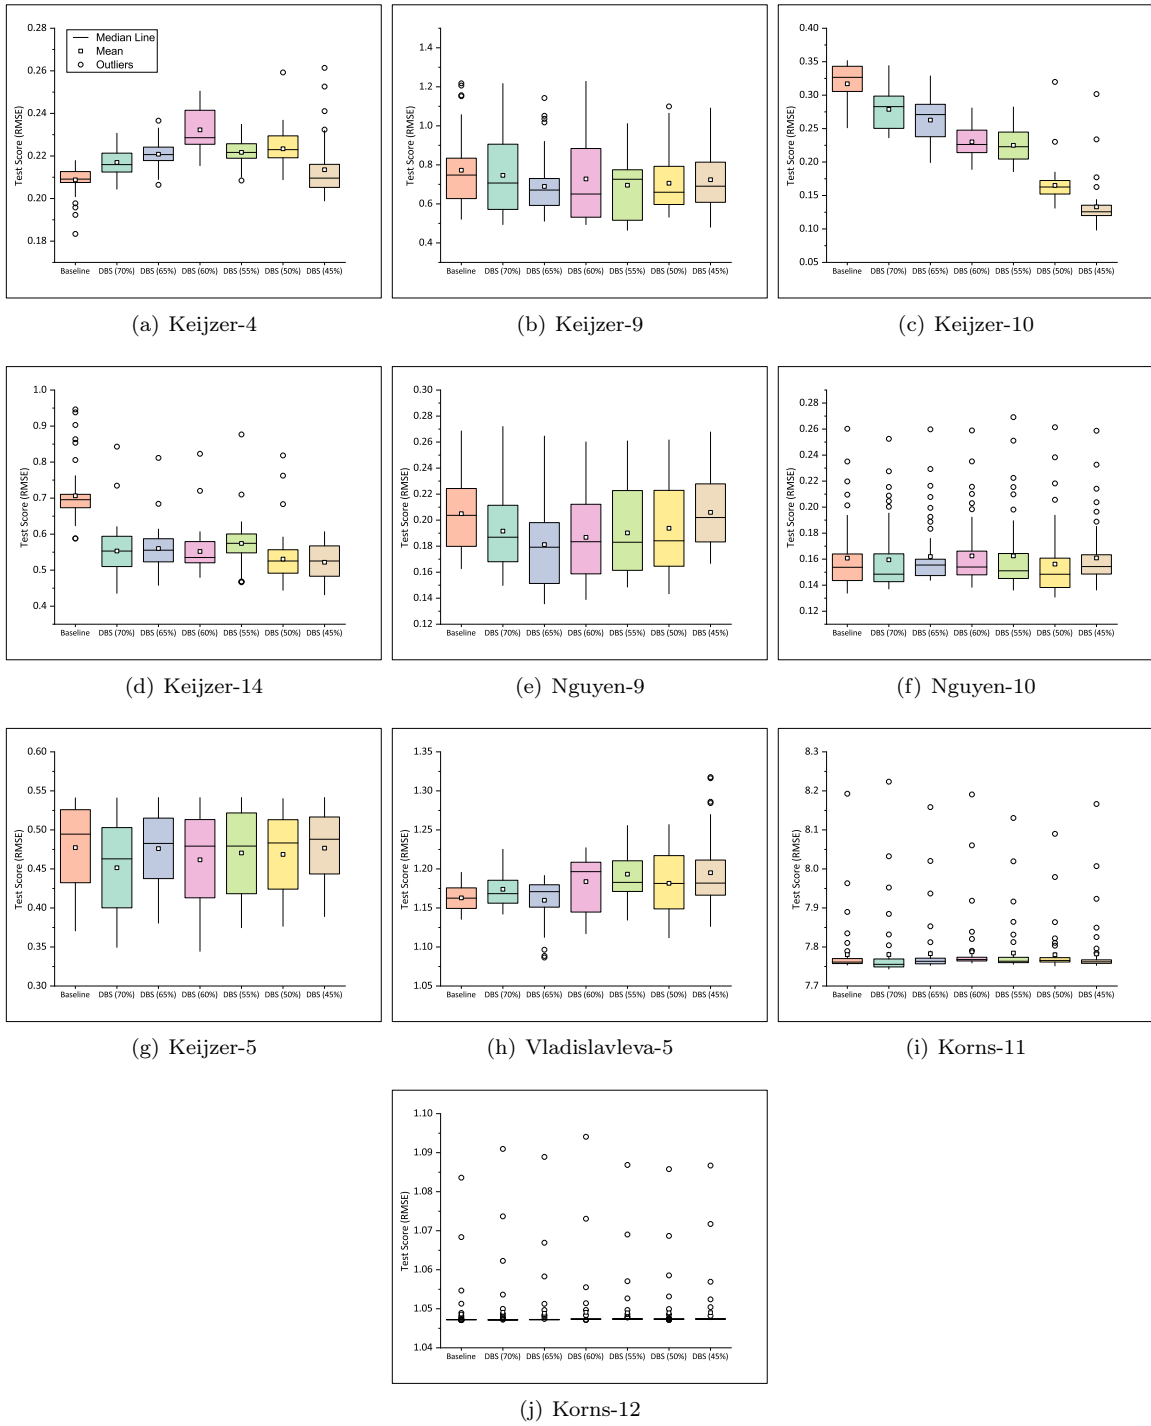 0.28
0.26
0.24
0.22
0.20
0.18
Test Score (RMSE)
Median Line
Mean
Outliers
Baseline DBS (70%) DBS (65%) DBS (60%) DBS (55%) DBS (50%) DBS (45%)
(a) Keijzer-4
1.4
1.2
1.0
0.8
0.6
0.4
Test Score (RMSE)
Baseline DBS (70%) DBS (65%) DBS (60%) DBS (55%) DBS (50%) DBS (45%)
(b) Keijzer-9
0.40
0.35
0.30
0.25
0.20
0.15
0.10
0.05
Test Score (RMSE)
Baseline DBS (70%) DBS (65%) DBS (60%) DBS (55%) DBS (50%) DBS (45%)
(c) Keijzer-10
1.0
0.9
0.8
0.7
0.6
0.5
0.4
Test Score (RMSE)
Baseline DBS (70%) DBS (65%) DBS (60%) DBS (55%) DBS (50%) DBS (45%)
(d) Keijzer-14
0.30
0.28
0.26
0.24
0.22
0.20
0.18
0.16
0.14
0.12
Test Score (RMSE)
Baseline DBS (70%) DBS (65%) DBS (60%) DBS (55%) DBS (50%) DBS (45%)
(e) Nguyen-9
0.28
0.26
0.24
0.22
0.20
0.18
0.16
0.14
0.12
Test Score (RMSE)
Baseline DBS (70%) DBS (65%) DBS (60%) DBS (55%) DBS (50%) DBS (45%)
(f) Nguyen-10
0.60
0.55
0.50
0.45
0.40
0.35
0.30
Test Score (RMSE)
Baseline DBS (70%) DBS (65%) DBS (60%) DBS (55%) DBS (50%) DBS (45%)
(g) Keijzer-5
1.35
1.30
1.25
1.20
1.15
1.10
1.05
Test Score (RMSE)
Baseline DBS (70%) DBS (65%) DBS (60%) DBS (55%) DBS (50%) DBS (45%)
(h) Vladislavleva-5
8.3
8.2
8.1
8.0
7.9
7.8
7.7
Test Score (RMSE)
Baseline DBS (70%) DBS (65%) DBS (60%) DBS (55%) DBS (50%) DBS (45%)
(i) Korns-11
1.10
1.09
1.08
1.07
1.06
1.05
1.04
Test Score (RMSE)
Baseline DBS (70%) DBS (65%) DBS (60%) DBS (55%) DBS (50%) DBS (45%)
(j) Korns-12